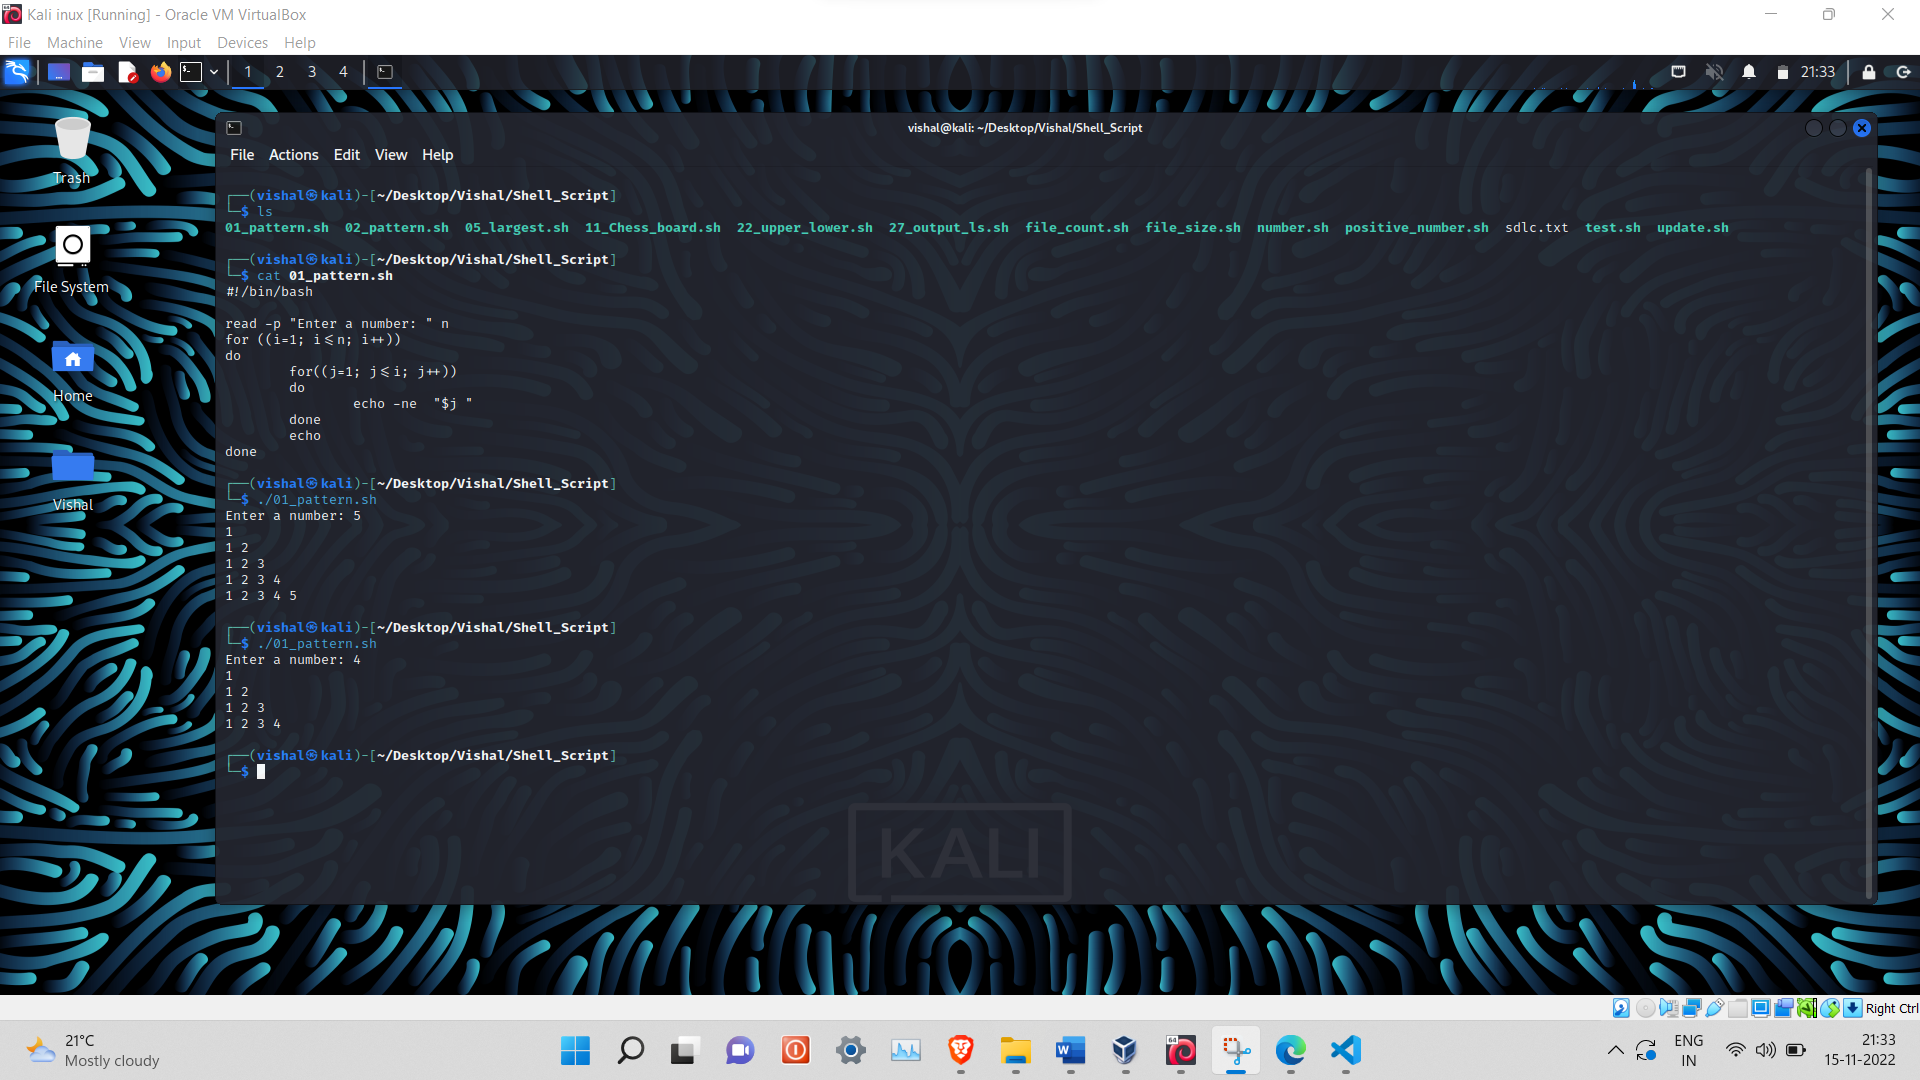 Kali inux [Running] - Oracle VM VirtualBox
File Machine View Input Devices Help
1 2 3 4
21:33
vishal@kali: ~/Desktop/Vishal/Shell_Script
File Actions Edit View Help
Trash
File System
Home
Vishal
┌──(vishal㉿kali)-[~/Desktop/Vishal/Shell_Script]
└─$ ls
01_pattern.sh 02_pattern.sh 05_largest.sh 11_Chess_board.sh 22_upper_lower.sh 27_output_ls.sh file_count.sh file_size.sh number.sh positive_number.sh sdlc.txt test.sh update.sh
┌──(vishal㉿kali)-[~/Desktop/Vishal/Shell_Script]
└─$ cat 01_pattern.sh
#!/bin/bash
read -p "Enter a number: " n
for ((i=1; i<=n; i++))
do
for((j=1; j<=i; j++))
do
echo -ne  "$j "
done
echo
done
┌──(vishal㉿kali)-[~/Desktop/Vishal/Shell_Script]
└─$ ./01_pattern.sh
Enter a number: 5
1
1 2
1 2 3
1 2 3 4
1 2 3 4 5
┌──(vishal㉿kali)-[~/Desktop/Vishal/Shell_Script]
└─$ ./01_pattern.sh
Enter a number: 4
1
1 2
1 2 3
1 2 3 4
┌──(vishal㉿kali)-[~/Desktop/Vishal/Shell_Script]
└─$
KALI
Right Ctrl
21°C
Mostly cloudy
ENG
IN
21:33
15-11-2022